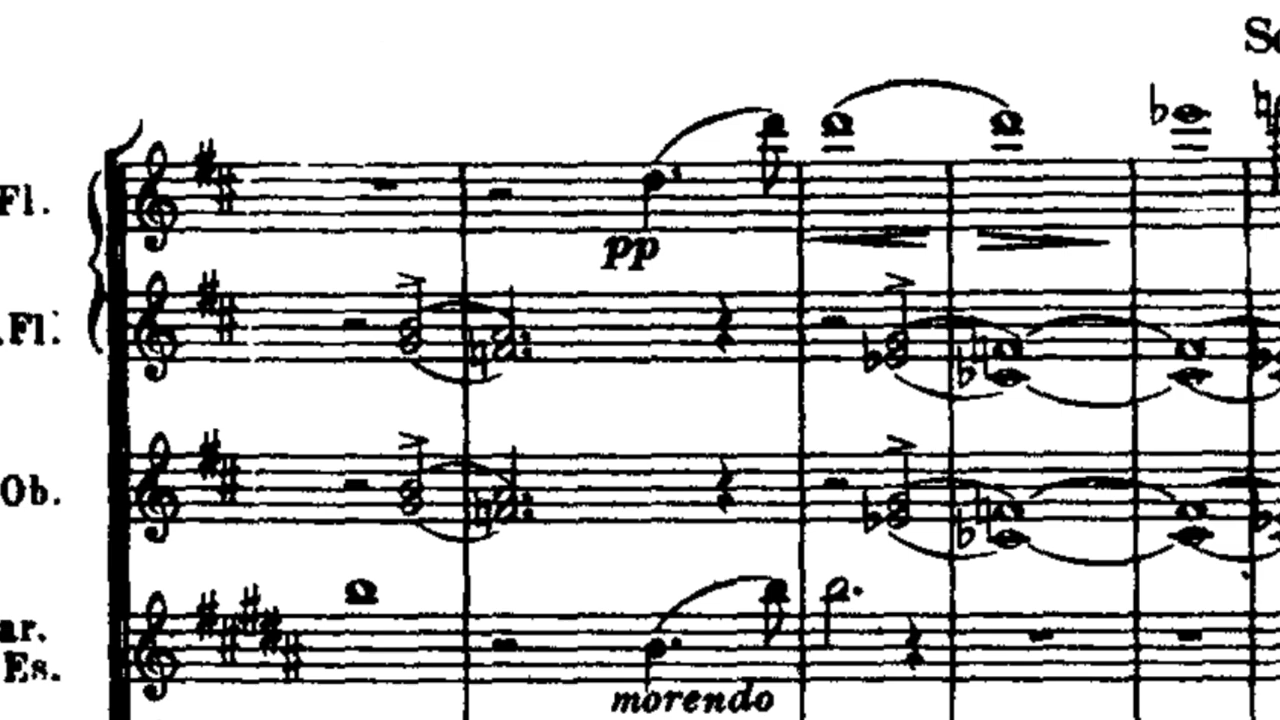 Fl.
pp
.Fl.
Ob.
ar.
Es.
morendo